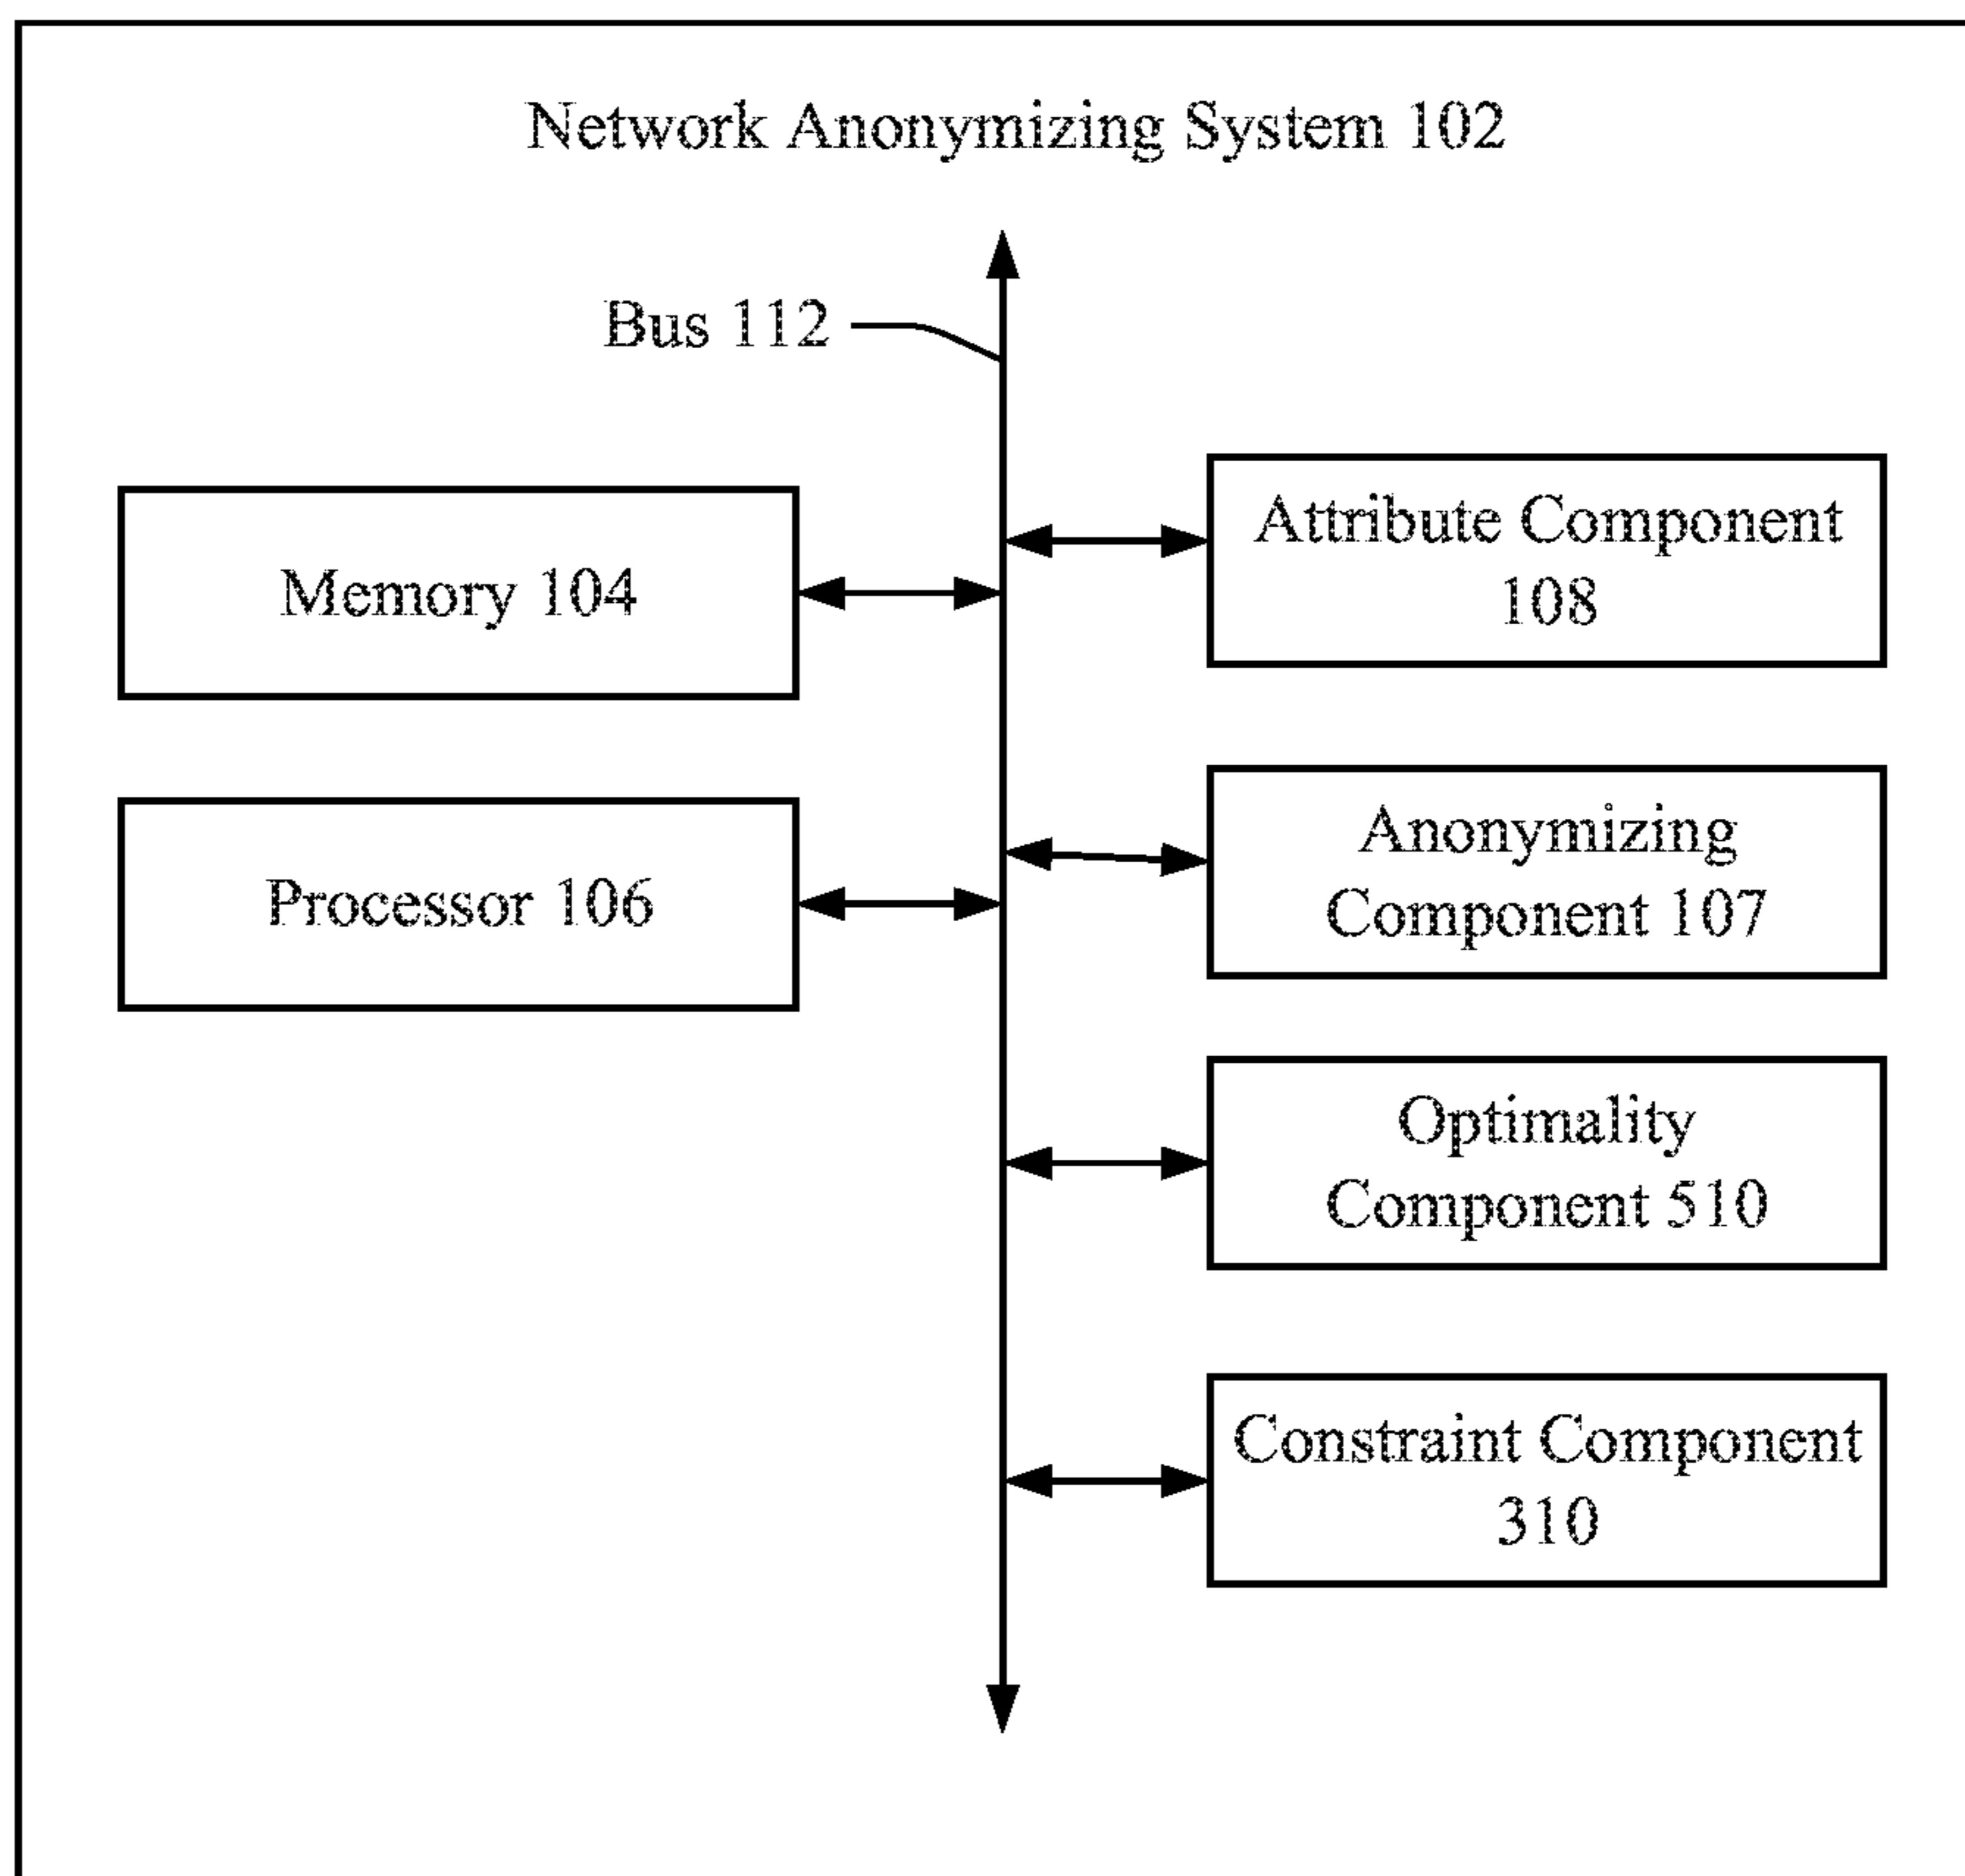 Network Anonymizing System 102
Bus 112
Memory 104
Processor 106
Attribute Component
108
Anonymizing
Component 107
Optimality
Component 510
Constraint Component
310